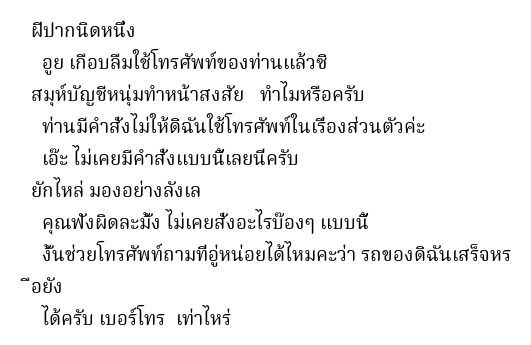 ฝีปากนิดหนึ่ง
อูย เกือบลืมใช้โทรศัพท์ของท่านแล้วซิ
สมุห์บัญชีหนุ่มทำหน้าสงสัย ทำไมหรือครับ
ท่านมีคำสั่งไม่ให้ดิฉันใช้โทรศัพท์ในเรื่องส่วนตัวค่ะ
เอ๊ะ ไม่เคยมีคำสั่งแบบนี้เลยนี่ครับ
ยักไหล่ มองอย่างลังเล
คุณฟังผิดละมั้ง ไม่เคยสั่งอะไรบ๊องๆ แบบนี้
งั้นช่วยโทรศัพท์ถามที่อู่หน่อยได้ไหมคะว่า รถของดิฉันเสร็จหร
ือยัง
ได้ครับ เบอร์โทร เท่าไหร่